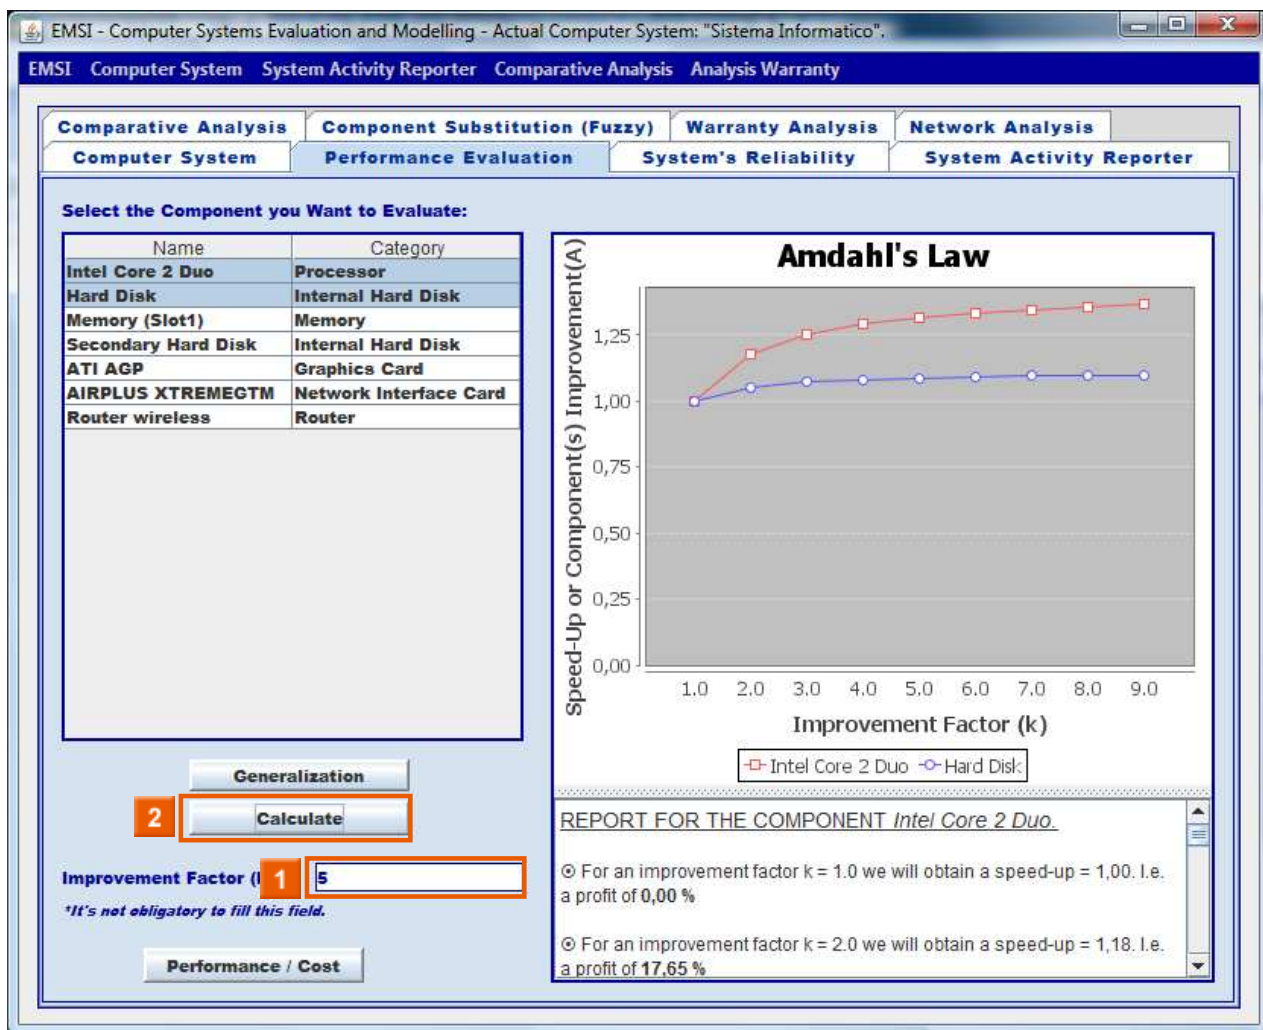 EMSI - Computer Systems Evaluation and Modelling - Actual Computer System: "Sistema Informatico".
EMSI Computer System System Activity Reporter Comparative Analysis Analysis Warranty
Comparative Analysis Component Substitution (Fuzzy) Warranty Analysis Network Analysis
Computer System Performance Evaluation System's Reliability System Activity Reporter
Select the Component you Want to Evaluate:
Name Category
Intel Core 2 Duo Processor
Hard Disk Internal Hard Disk
Memory (Slot1) Memory
Secondary Hard Disk Internal Hard Disk
ATI AGP Graphics Card
AIRPLUS XTREMEGTM Network Interface Card
Router wireless Router
Generalization
2 Calculate
Improvement Factor ( 1 5
*It's not obligatory to fill this field.
Performance / Cost
Amdahl's Law
Speed-Up or Component(s) Improvement(A)
1,25
1,00
0,75
0,50
0,25
0,00
1.0 2.0 3.0 4.0 5.0 6.0 7.0 8.0 9.0
Improvement Factor (k)
Intel Core 2 Duo Hard Disk
REPORT FOR THE COMPONENT Intel Core 2 Duo.
For an improvement factor k = 1.0 we will obtain a speed-up = 1,00. I.e.
a profit of 0,00 %
For an improvement factor k = 2.0 we will obtain a speed-up = 1,18. I.e.
a profit of 17,65 %